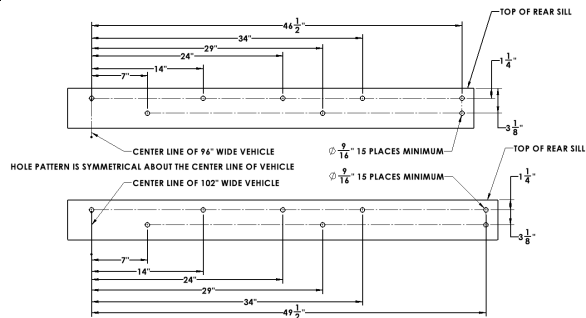 46 1/2"
TOP OF REAR SILL
34"
29"
24"
14"
7"
1 1/4"
3 1/8"
CENTER LINE OF 96" WIDE VEHICLE
Ø 9/16" 15 PLACES MINIMUM
HOLE PATTERN IS SYMMETRICAL ABOUT THE CENTER LINE OF VEHICLE
TOP OF REAR SILL
CENTER LINE OF 102" WIDE VEHICLE
Ø 9/16" 15 PLACES MINIMUM
1 1/4"
3 1/8"
7"
14"
24"
29"
34"
49 1/2"